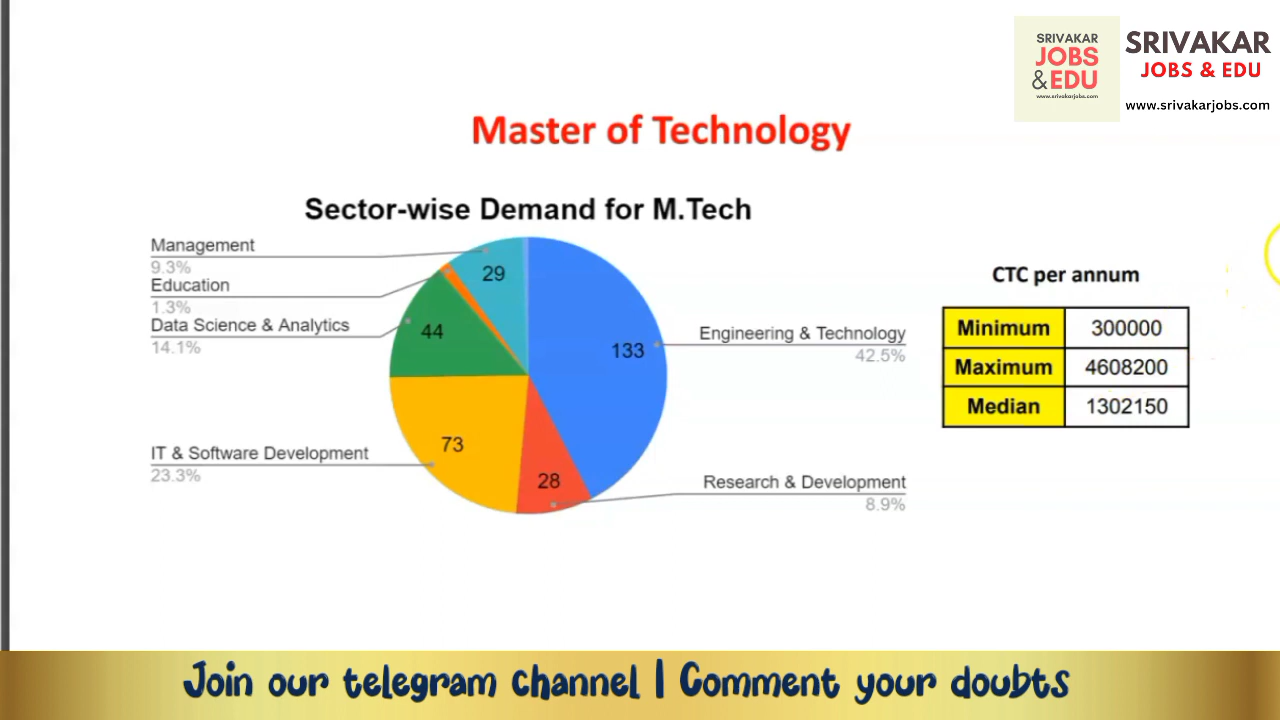 SRIVAKAR
JOBS
&EDU
www.srivakarjobs.com
SRIVAKAR
JOBS & EDU
www.srivakarjobs.com
Master of Technology
Sector-wise Demand for M.Tech
Management
9.3%
Education
1.3%
Data Science & Analytics
14.1%
IT & Software Development
23.3%
29
44
133
73
28
Engineering & Technology
42.5%
Research & Development
8.9%
CTC per annum
Minimum 300000
Maximum 4608200
Median 1302150
Join our telegram channel | Comment your doubts